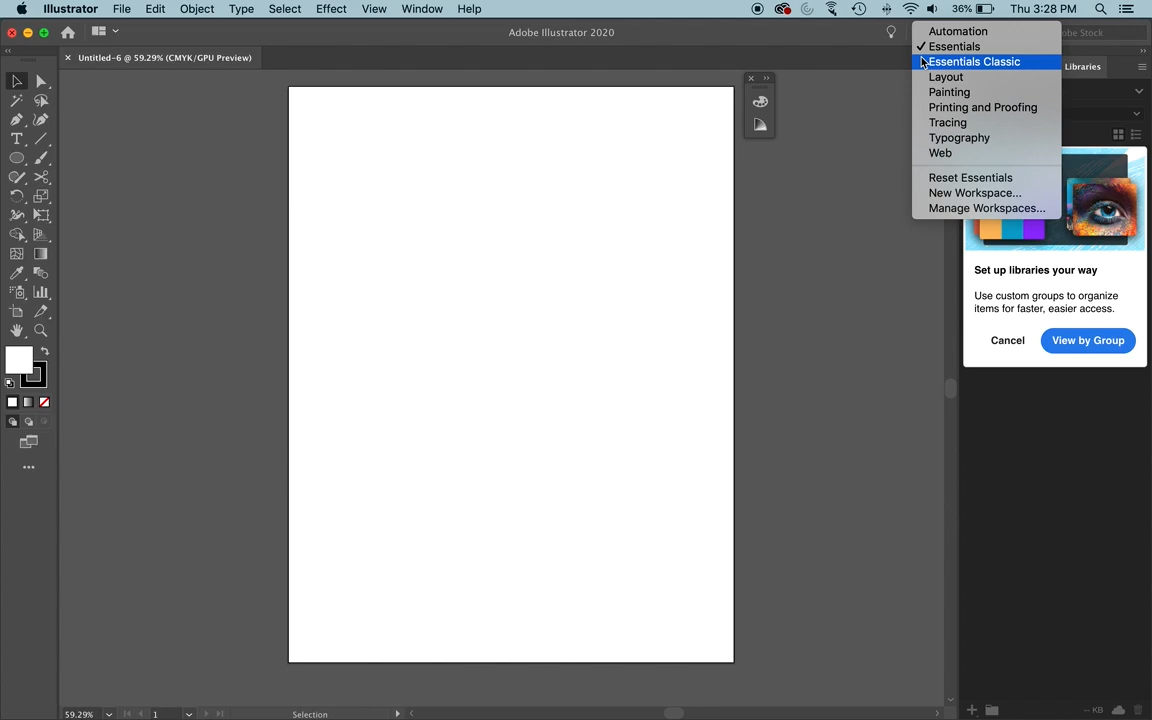 Illustrator File Edit Object Type Select Effect View Window Help 36% Thu 3:28 PM
Adobe Illustrator 2020
Untitled-6 @ 59.29% (CMYK/GPU Preview)
Automation
Essentials
Essentials Classic
Layout
Painting
Printing and Proofing
Tracing
Typography
Web
Reset Essentials
New Workspace...
Manage Workspaces...
Stock
Libraries
Set up libraries your way
Use custom groups to organize
items for faster, easier access.
Cancel View by Group
59.29% 1 Selection
-- KB